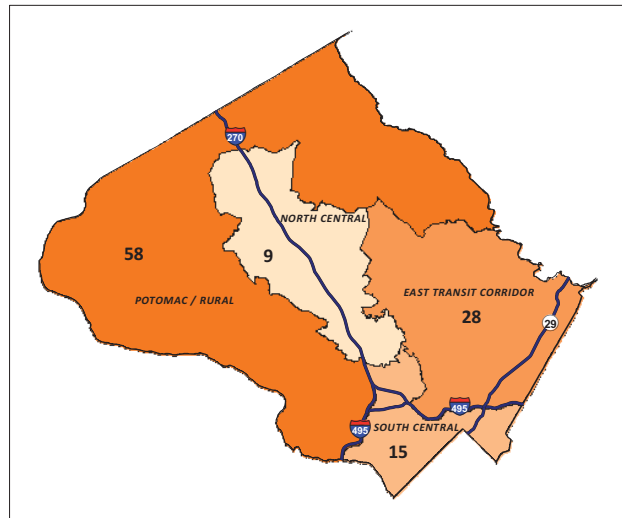 270
NORTH CENTRAL
58
9
POTOMAC / RURAL
EAST TRANSIT CORRIDOR
28
29
495
495
SOUTH CENTRAL
15